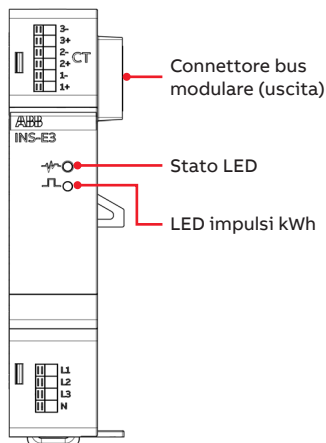 3-
3+
2-
2+
1-
1+
CT
Connettore bus
modulare (uscita)
ABB
INS-E3
Stato LED
LED impulsi kWh
L1
L2
L3
N